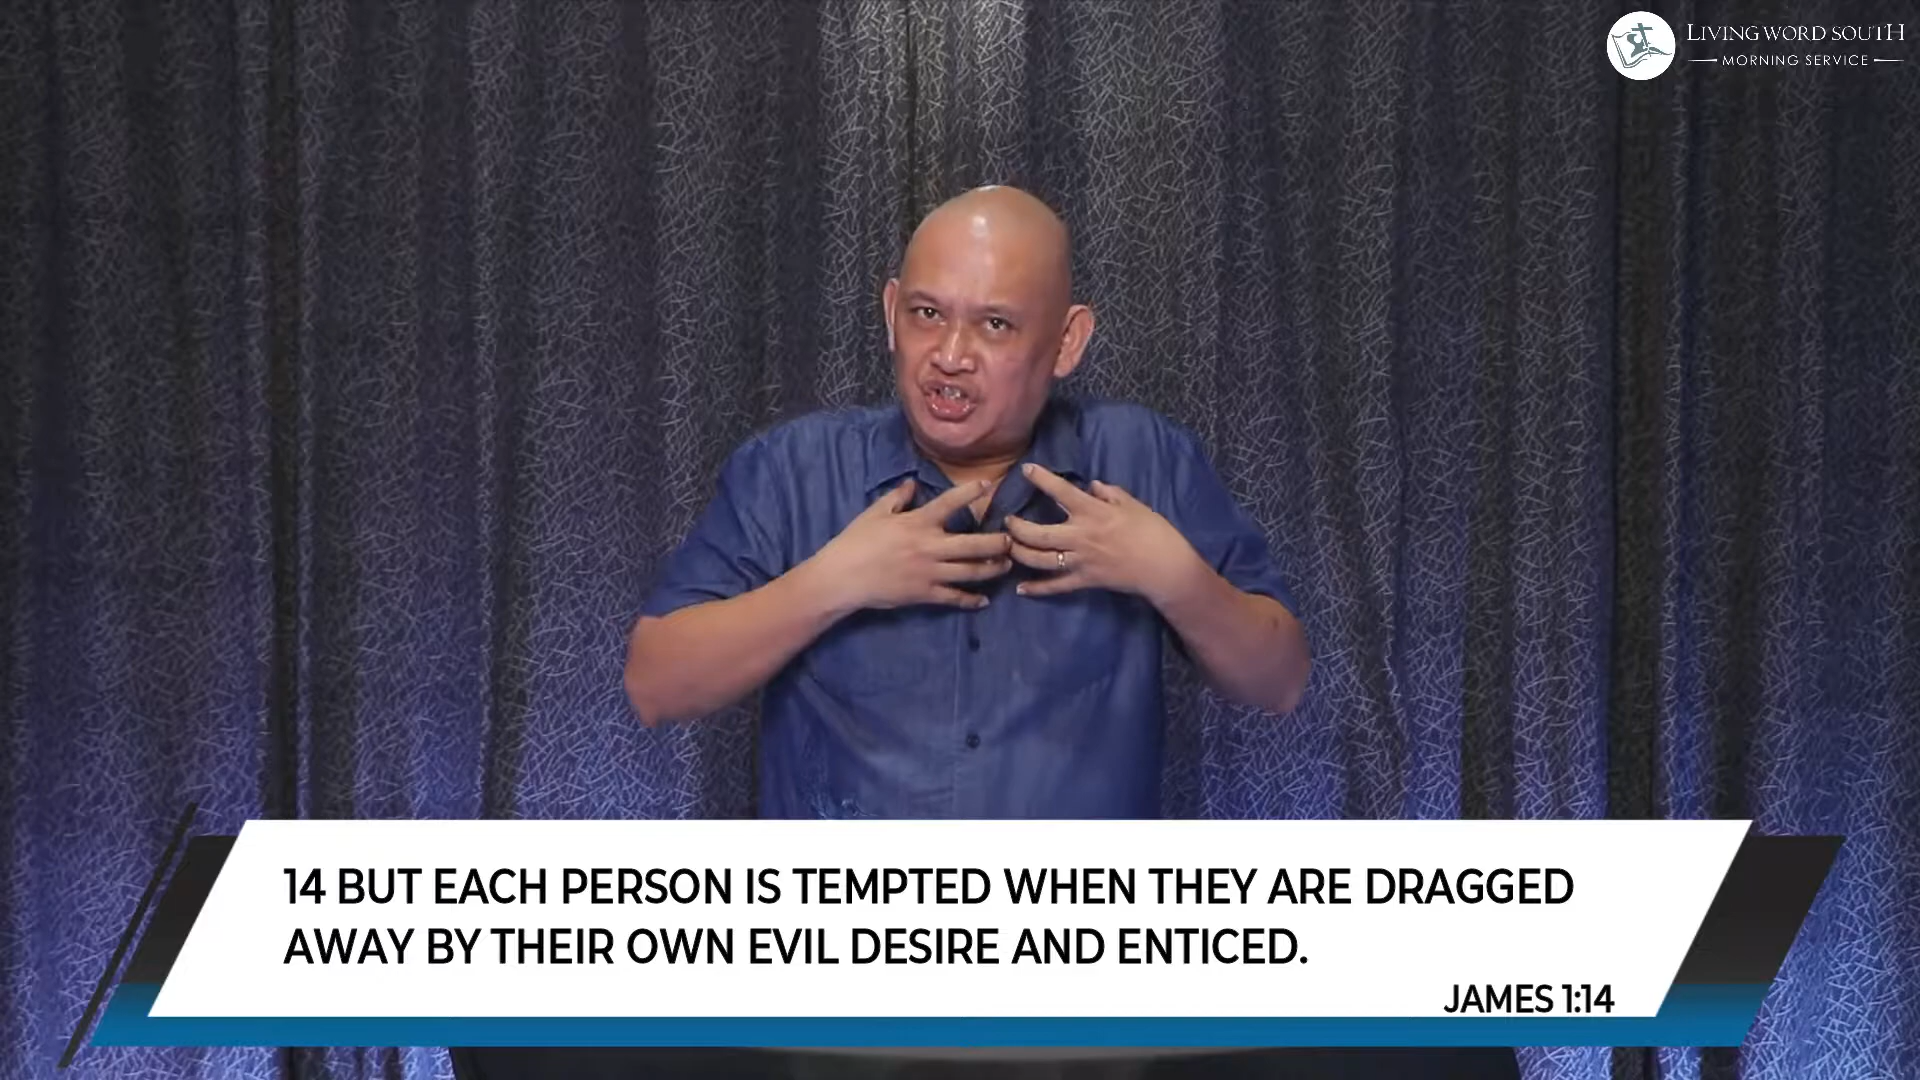 LIVING WORD SOUTH
MORNING SERVICE
14 BUT EACH PERSON IS TEMPTED WHEN THEY ARE DRAGGED
AWAY BY THEIR OWN EVIL DESIRE AND ENTICED.
JAMES 1:14